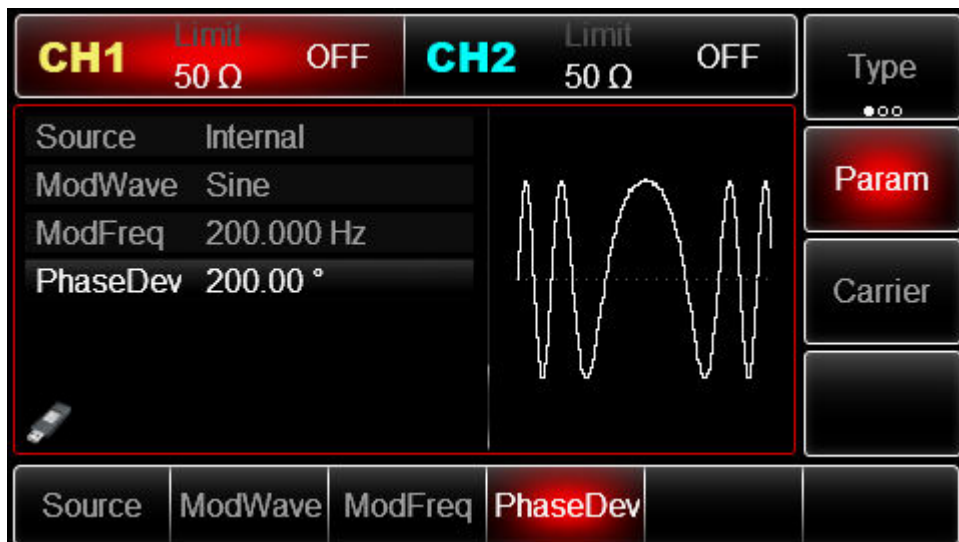 CH1 Limit 50 Ω OFF CH2 Limit 50 Ω OFF
Type
Source Internal
ModWave Sine
ModFreq 200.000 Hz
PhaseDev 200.00 °
Param
Carrier
Source ModWave ModFreq PhaseDev